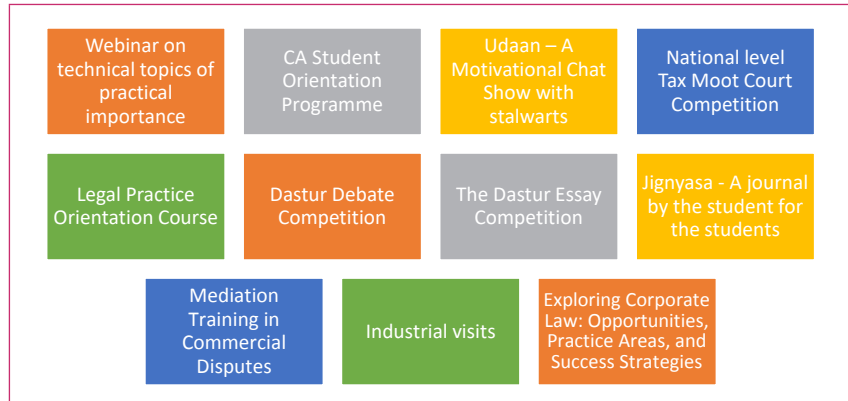 Webinar on
technical topics of
practical
importance
CA Student
Orientation
Programme
Udaan – A
Motivational Chat
Show with
stalwarts
National level
Tax Moot Court
Competition
Legal Practice
Orientation Course
Dastur Debate
Competition
The Dastur Essay
Competition
Jignyasa - A journal
by the student for
the students
Mediation
Training in
Commercial
Disputes
Industrial visits
Exploring Corporate
Law: Opportunities,
Practice Areas, and
Success Strategies